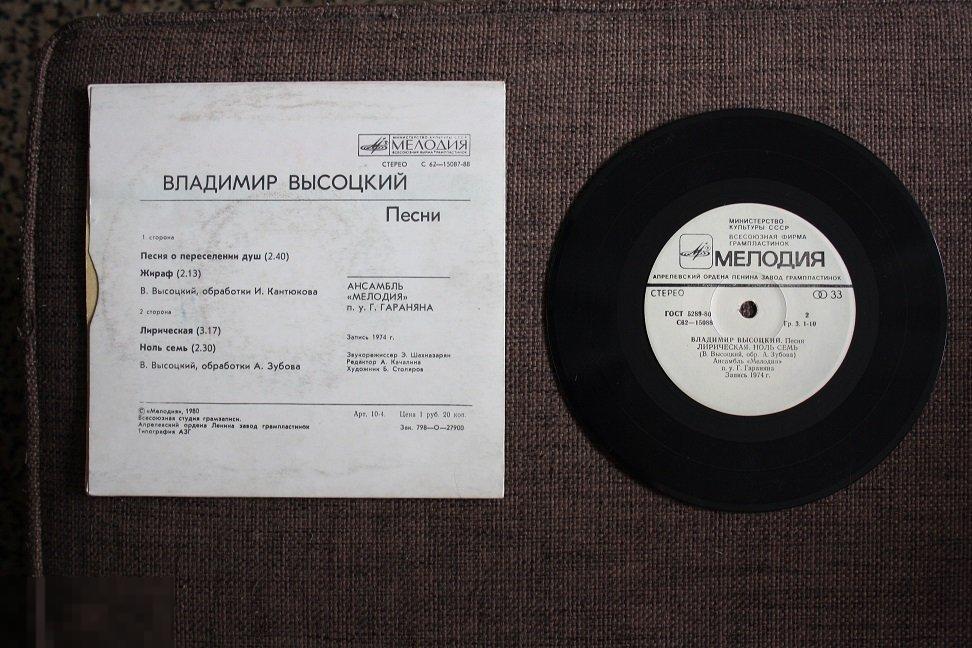 МИНИСТЕРСТВО КУЛЬТУРЫ СССР
МЕЛОДИЯ
ВСЕСОЮЗНАЯ ФИРМА ГРАМПЛАСТИНОК
СТЕРЕО С 62—15087-88
ВЛАДИМИР ВЫСОЦКИЙ
Песни
1 сторона
Песня о переселении душ (2.40)
Жираф (2.13)
В. Высоцкий, обработки И. Кантюкова
2 сторона
Лирическая (3.17)
Ноль семь (2.30)
В. Высоцкий, обработки А. Зубова
АНСАМБЛЬ
«МЕЛОДИЯ»
п. у. Г. ГАРАНЯНА
Запись 1974 г.
Звукорежиссер Э. Шахназарян
Редактор А. Качалина
Художник Б. Столяров
© «Мелодия», 1980
Всесоюзная студия грамзаписи.
Апрелевский ордена Ленина завод грампластинок
Типография АЗГ
Арт. 10-4. Цена 1 руб. 20 коп.
Зак. 798—О—27900
МИНИСТЕРСТВО
КУЛЬТУРЫ СССР
ВСЕСОЮЗНАЯ ФИРМА
ГРАМПЛАСТИНОК
МЕЛОДИЯ
АПРЕЛЕВСКИЙ ОРДЕНА ЛЕНИНА ЗАВОД ГРАМПЛАСТИНОК
СТЕРЕО 33
ГОСТ 5289-80 2
С62—15088 Гр. 3. 1-10
ВЛАДИМИР ВЫСОЦКИЙ. Песни
ЛИРИЧЕСКАЯ. НОЛЬ СЕМЬ
(В. Высоцкий, обр. А. Зубова)
Ансамбль «Мелодия»
п. у. Г. Гараняна
Запись 1974 г.